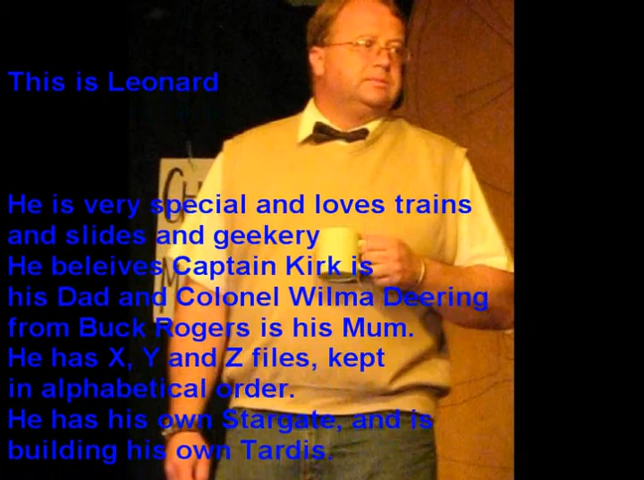 This is Leonard
He is very special and loves trains
and slides and geekery
He beleives Captain Kirk is
his Dad and Colonel Wilma Deering
from Buck Rogers is his Mum.
He has X, Y and Z files, kept
in alphabetical order.
He has his own Stargate, and is
building his own Tardis.